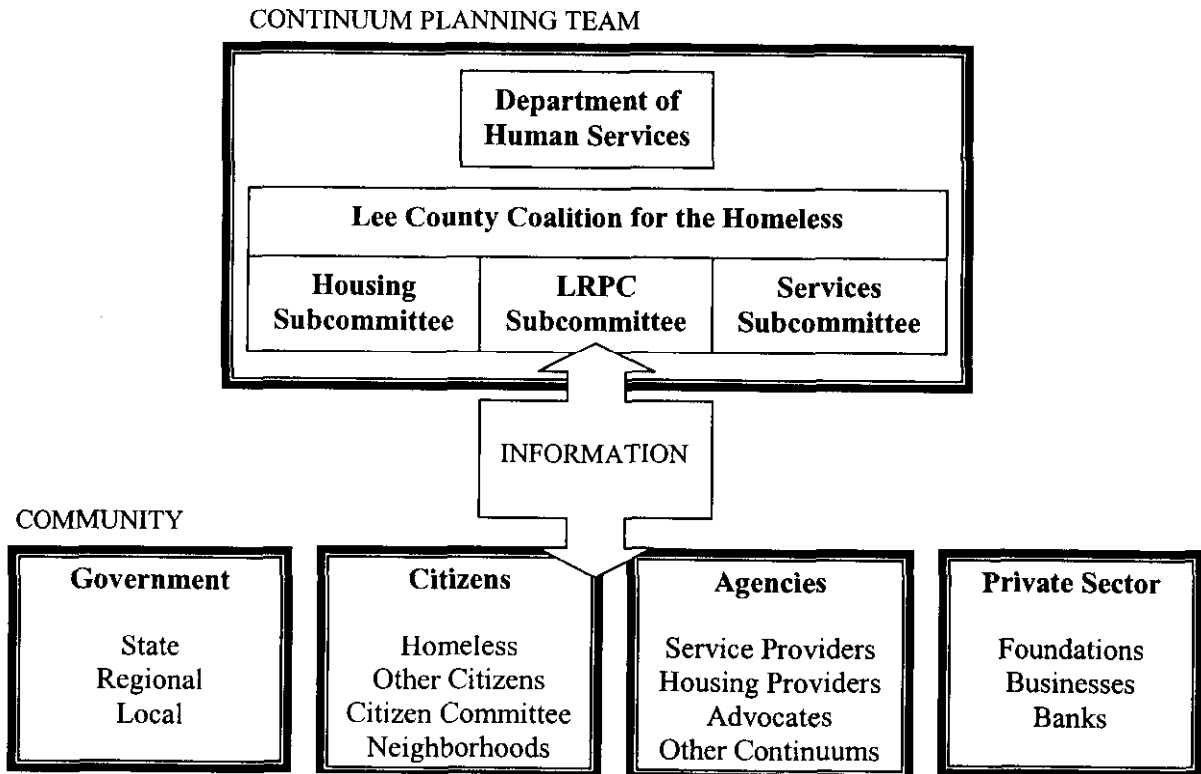 CONTINUUM PLANNING TEAM
Department of
Human Services
Lee County Coalition for the Homeless
Housing
Subcommittee
LRPC
Subcommittee
Services
Subcommittee
INFORMATION
COMMUNITY
Government
State
Regional
Local
Citizens
Homeless
Other Citizens
Citizen Committee
Neighborhoods
Agencies
Service Providers
Housing Providers
Advocates
Other Continuums
Private Sector
Foundations
Businesses
Banks